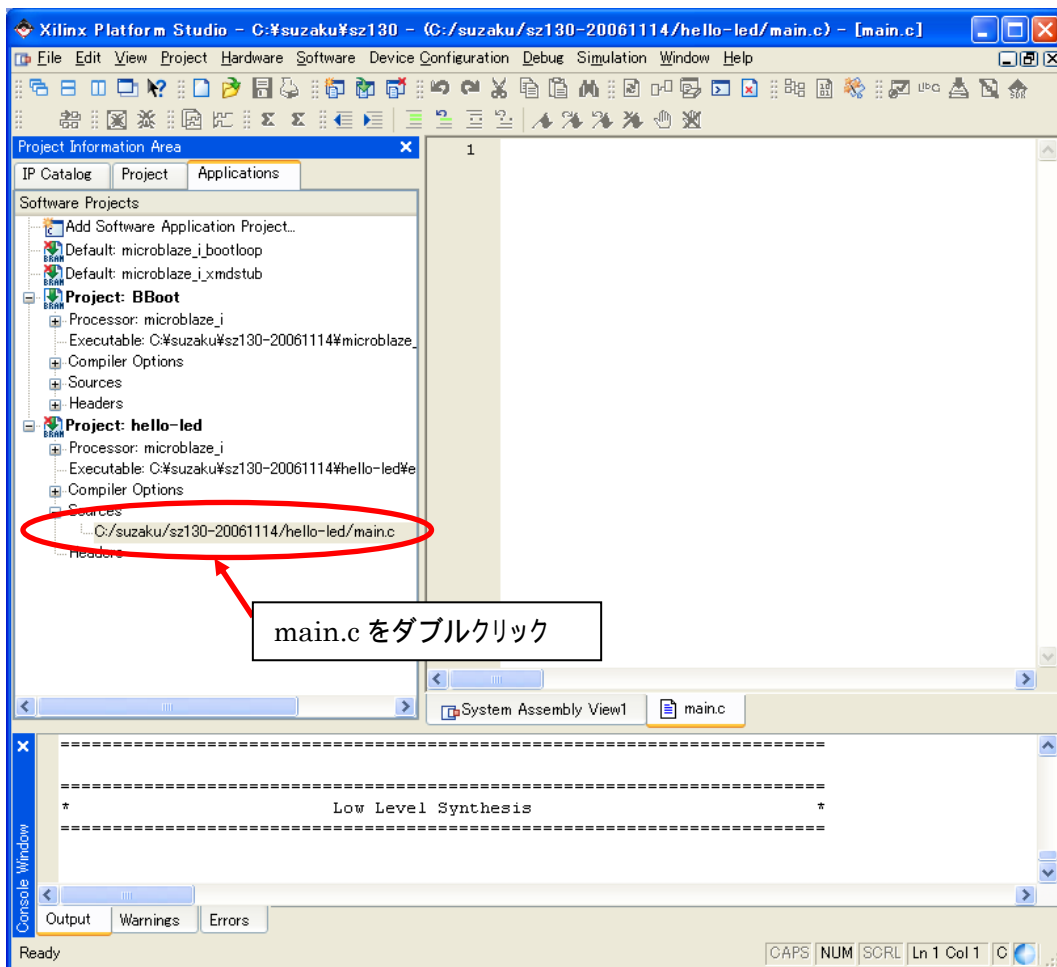 Xilinx Platform Studio - C:¥suzaku¥sz130 - (C:/suzaku/sz130-20061114/hello-led/main.c) - [main.c]
File Edit View Project Hardware Software Device Configuration Debug Simulation Window Help
Project Information Area
IP Catalog Project Applications
Software Projects
Add Software Application Project...
Default: microblaze_i_bootloop
Default: microblaze_i_xmdstub
Project: BBoot
Processor: microblaze_i
Executable: C:¥suzaku¥sz130-20061114¥microblaze_
Compiler Options
Sources
Headers
Project: hello-led
Processor: microblaze_i
Executable: C:¥suzaku¥sz130-20061114¥hello-led¥e
Compiler Options
Sources
C:/suzaku/sz130-20061114/hello-led/main.c
Headers
main.c をダブルクリック
1
System Assembly View1 main.c
==========================================================================
==========================================================================
* Low Level Synthesis *
==========================================================================
Console Window
Output Warnings Errors
Ready CAPS NUM SCRL Ln 1 Col 1 C